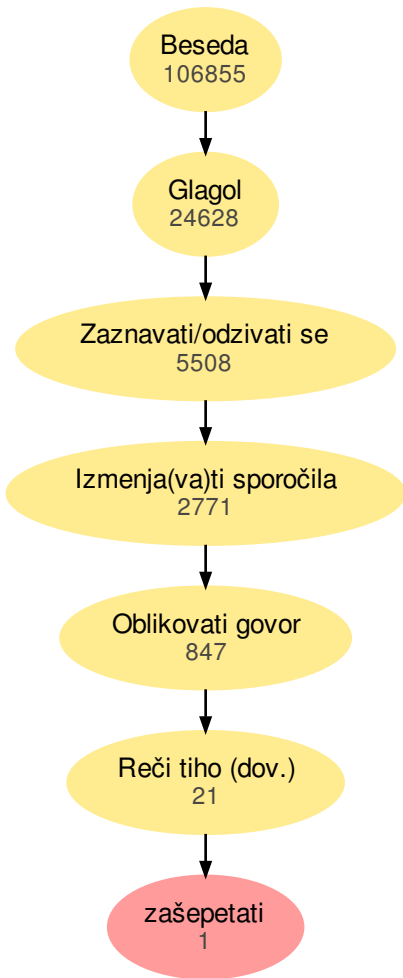 Beseda
106855
Glagol
24628
Zaznavati/odzivati se
5508
Izmenja(va)ti sporočila
2771
Oblikovati govor
847
Reči tiho (dov.)
21
zašepetati
1